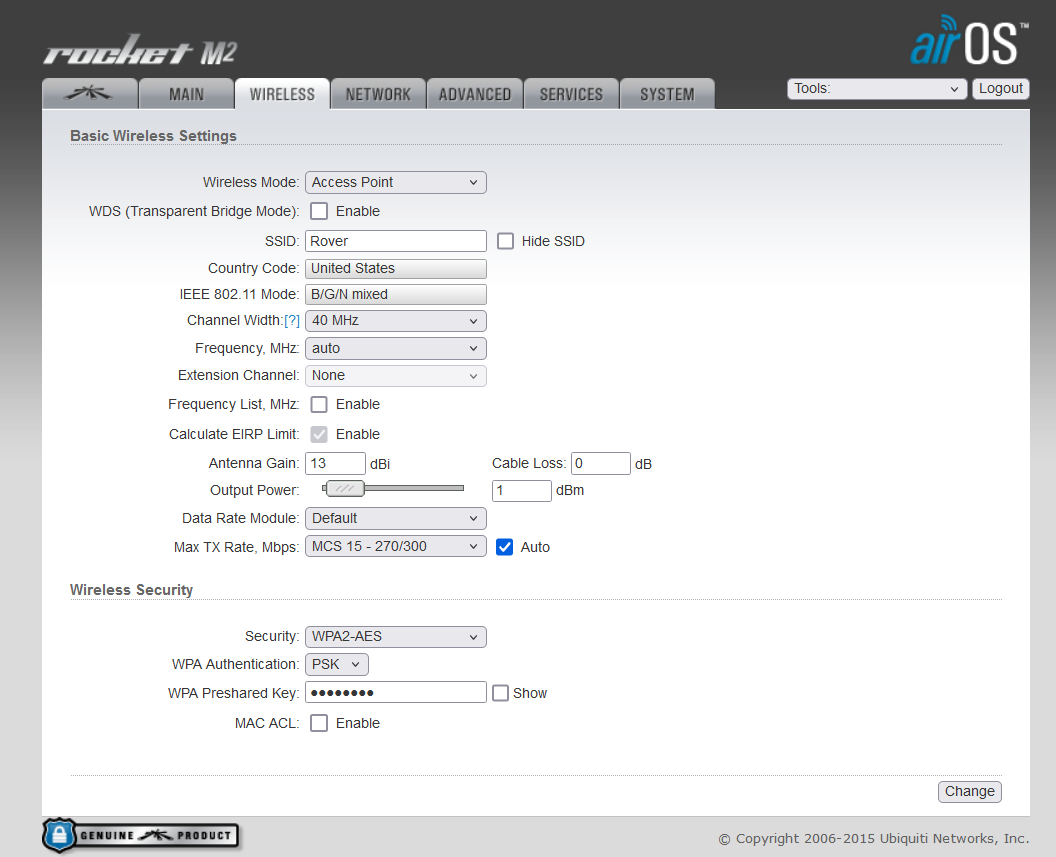 rocket M2
airOS™
MAIN WIRELESS NETWORK ADVANCED SERVICES SYSTEM Tools: Logout
Basic Wireless Settings
Wireless Mode: Access Point
WDS (Transparent Bridge Mode): Enable
SSID: Rover Hide SSID
Country Code: United States
IEEE 802.11 Mode: B/G/N mixed
Channel Width:[?] 40 MHz
Frequency, MHz: auto
Extension Channel: None
Frequency List, MHz: Enable
Calculate EIRP Limit: Enable
Antenna Gain: 13 dBi Cable Loss: 0 dB
Output Power: 1 dBm
Data Rate Module: Default
Max TX Rate, Mbps: MCS 15 - 270/300 Auto
Wireless Security
Security: WPA2-AES
WPA Authentication: PSK
WPA Preshared Key: ●●●●●●●● Show
MAC ACL: Enable
Change
GENUINE PRODUCT
© Copyright 2006-2015 Ubiquiti Networks, Inc.